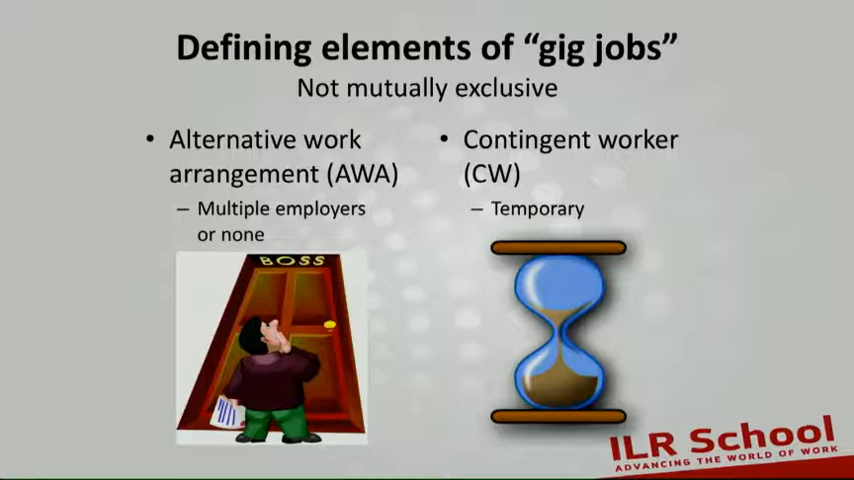 Defining elements of “gig jobs”
Not mutually exclusive
• Alternative work
arrangement (AWA)
– Multiple employers
or none
BOSS
• Contingent worker
(CW)
– Temporary
ILR School
ADVANCING THE WORLD OF WORK